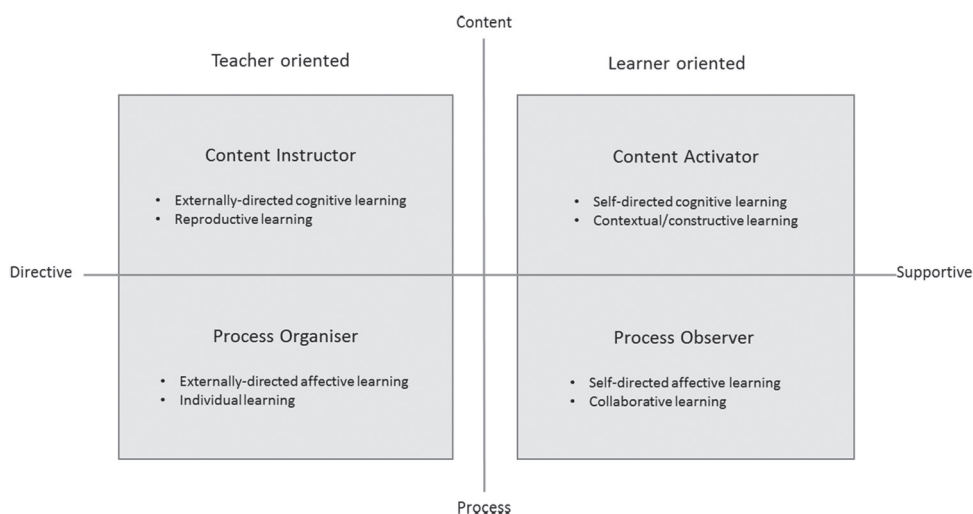 Content
Teacher oriented
Learner oriented
Content Instructor
• Externally-directed cognitive learning
• Reproductive learning
Content Activator
• Self-directed cognitive learning
• Contextual/constructive learning
Directive
Supportive
Process Organiser
• Externally-directed affective learning
• Individual learning
Process Observer
• Self-directed affective learning
• Collaborative learning
Process